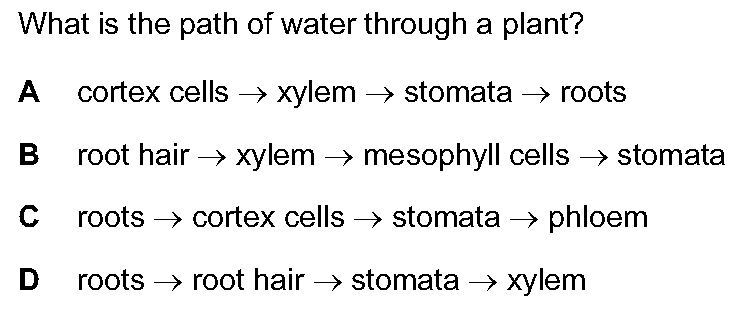 What is the path of water through a plant?
A cortex cells → xylem → stomata → roots
B root hair → xylem → mesophyll cells → stomata
C roots → cortex cells → stomata → phloem
D roots → root hair → stomata → xylem